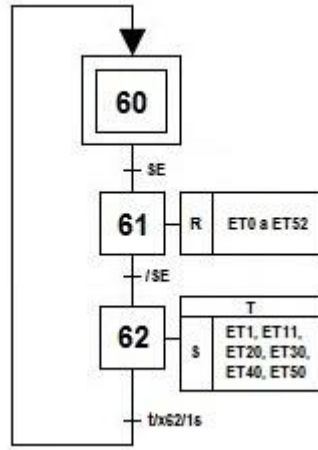 60
SE
61
R
ET0 a ET52
/SE
62
T
S
ET1, ET11,
ET20, ET30,
ET40, ET50
t/x62/1s